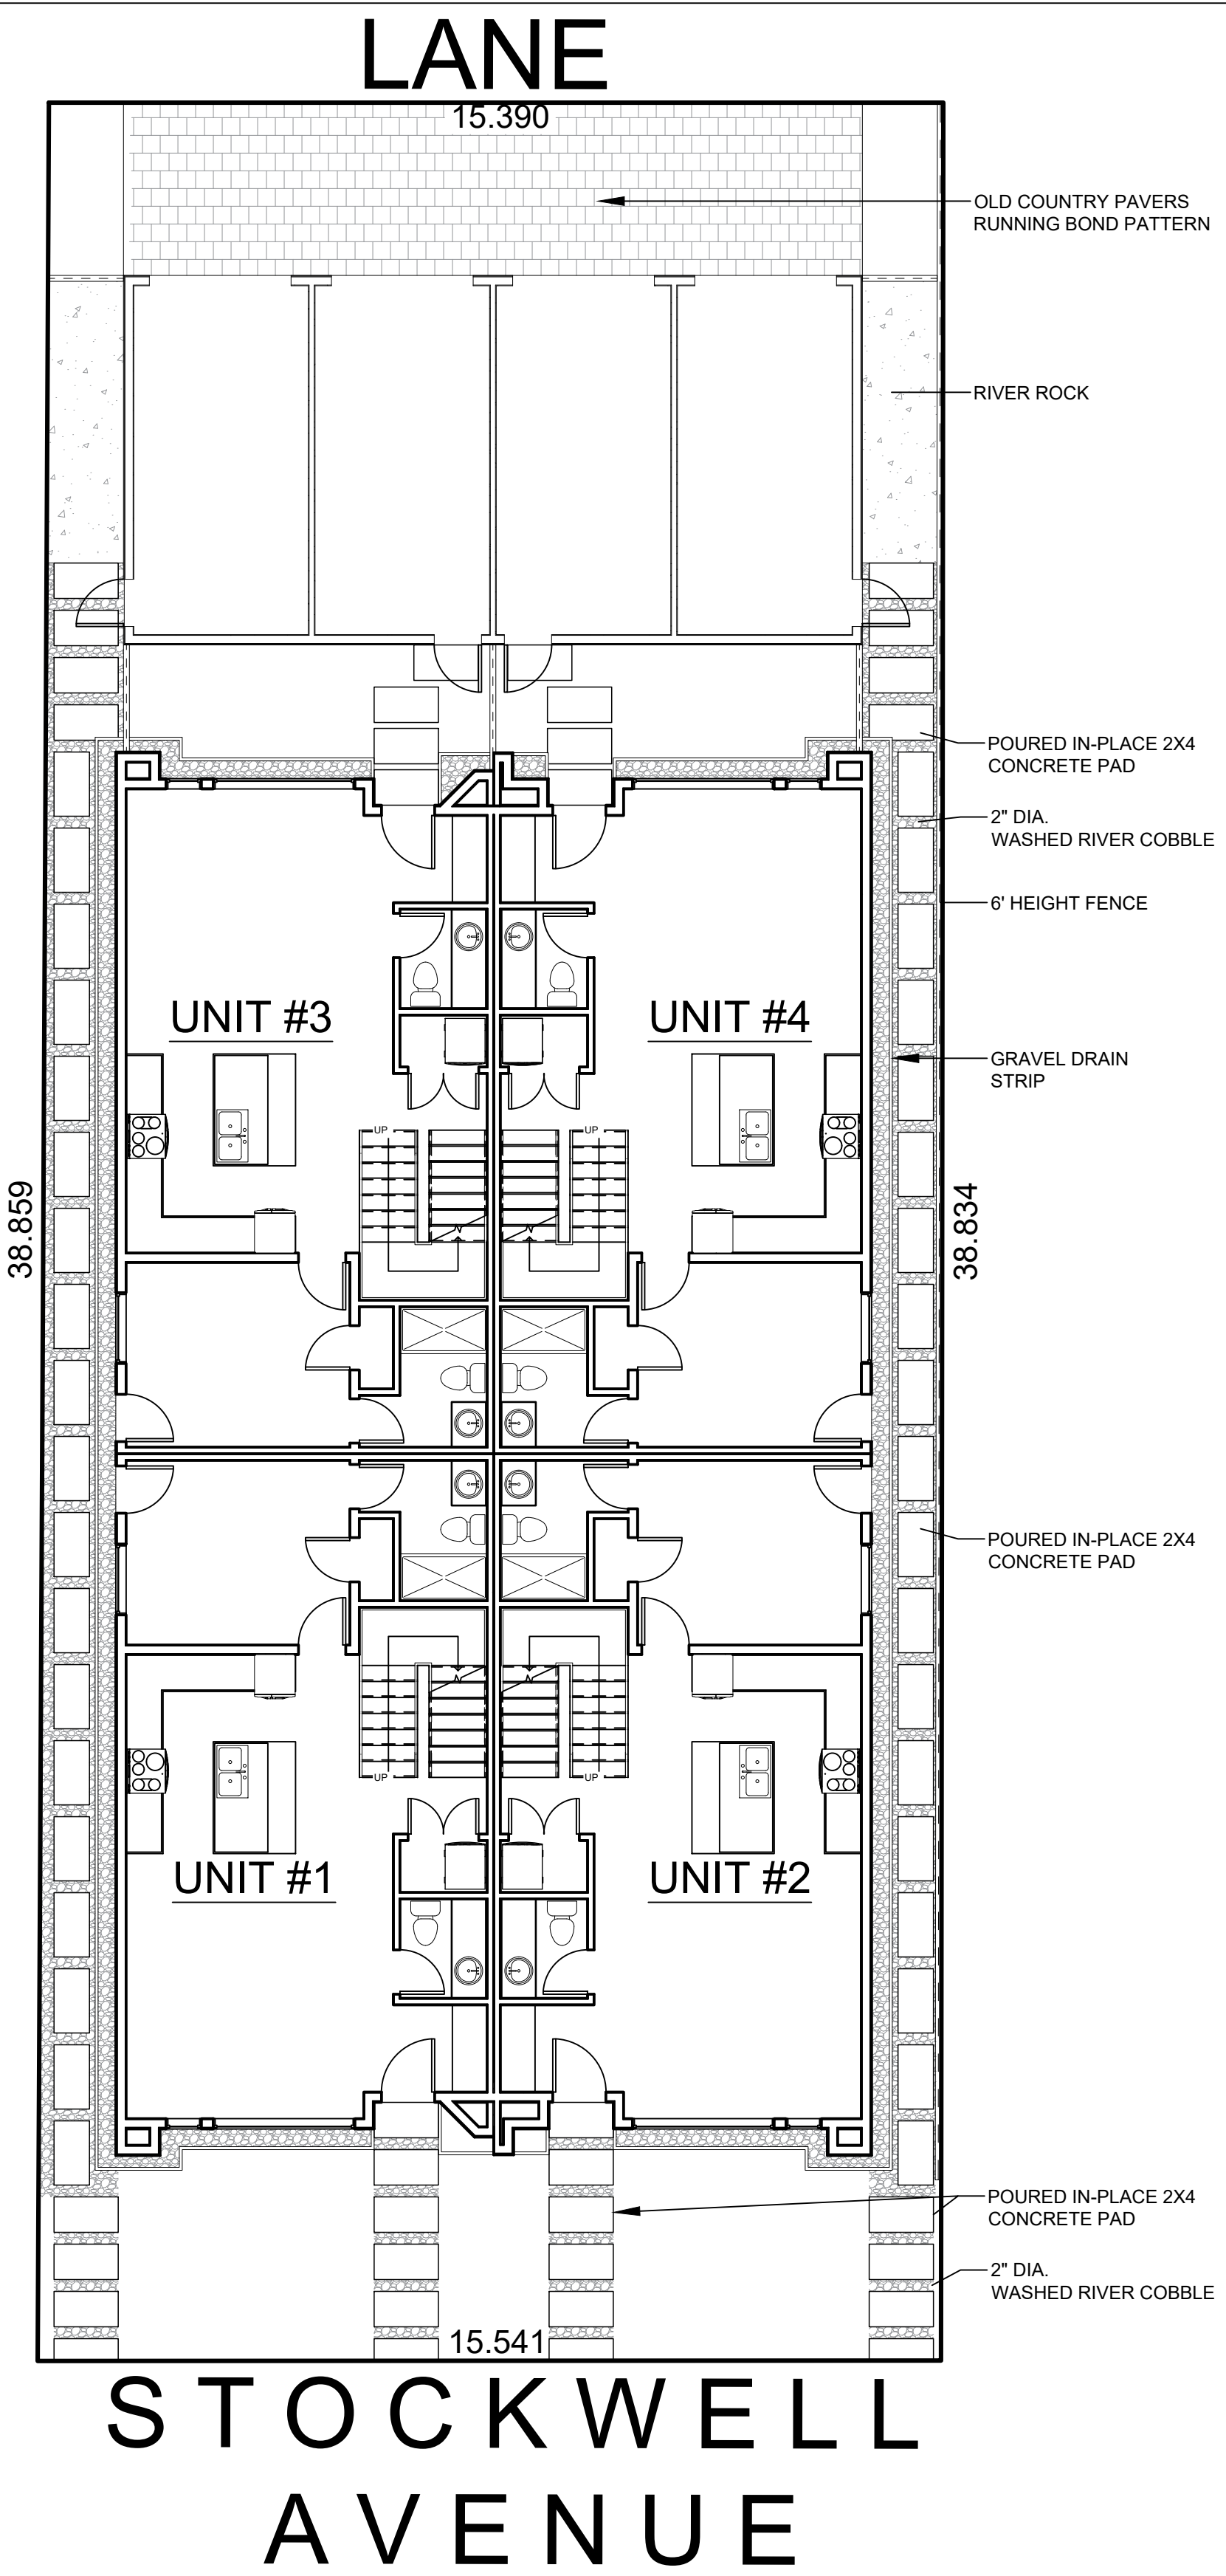 LANE
15.390
OLD COUNTRY PAVERS
RUNNING BOND PATTERN
RIVER ROCK
POURED IN-PLACE 2X4
CONCRETE PAD
2" DIA.
WASHED RIVER COBBLE
6' HEIGHT FENCE
UNIT #3
UNIT #4
GRAVEL DRAIN
STRIP
UP
UP
38.859
38.834
POURED IN-PLACE 2X4
CONCRETE PAD
UP
UP
UNIT #1
UNIT #2
POURED IN-PLACE 2X4
CONCRETE PAD
2" DIA.
WASHED RIVER COBBLE
15.541
STOCKWELL
AVENUE